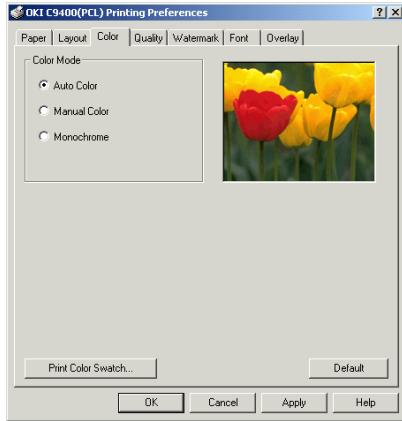 OKI C9400(PCL) Printing Preferences
Paper Layout Color Quality Watermark Font Overlay
Color Mode
Auto Color
Manual Color
Monochrome
Print Color Swatch... Default
OK Cancel Apply Help